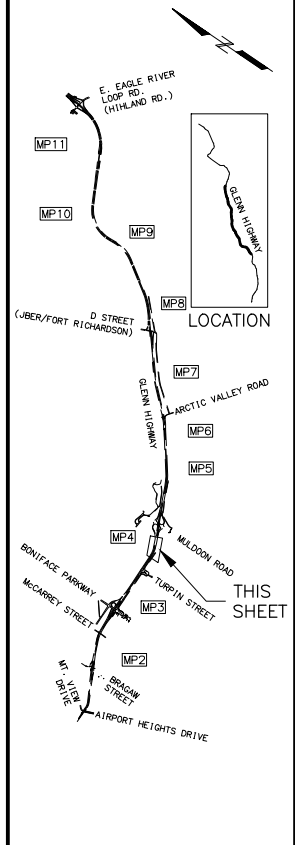 N
E. EAGLE RIVER
LOOP RD.
(HIHLAND RD.)
MP11
MP10
MP9
GLENN HIGHWAY
LOCATION
MP8
D STREET
(JBER/FORT RICHARDSON)
MP7
GLENN HIGHWAY
ARCTIC VALLEY ROAD
MP6
MP5
MP4
MULDOON ROAD
BONIFACE PARKWAY
TURPIN STREET
THIS
SHEET
McCARREY STREET
MP3
MP2
BRAGAW
STREET
MT. VIEW
DRIVE
AIRPORT HEIGHTS DRIVE